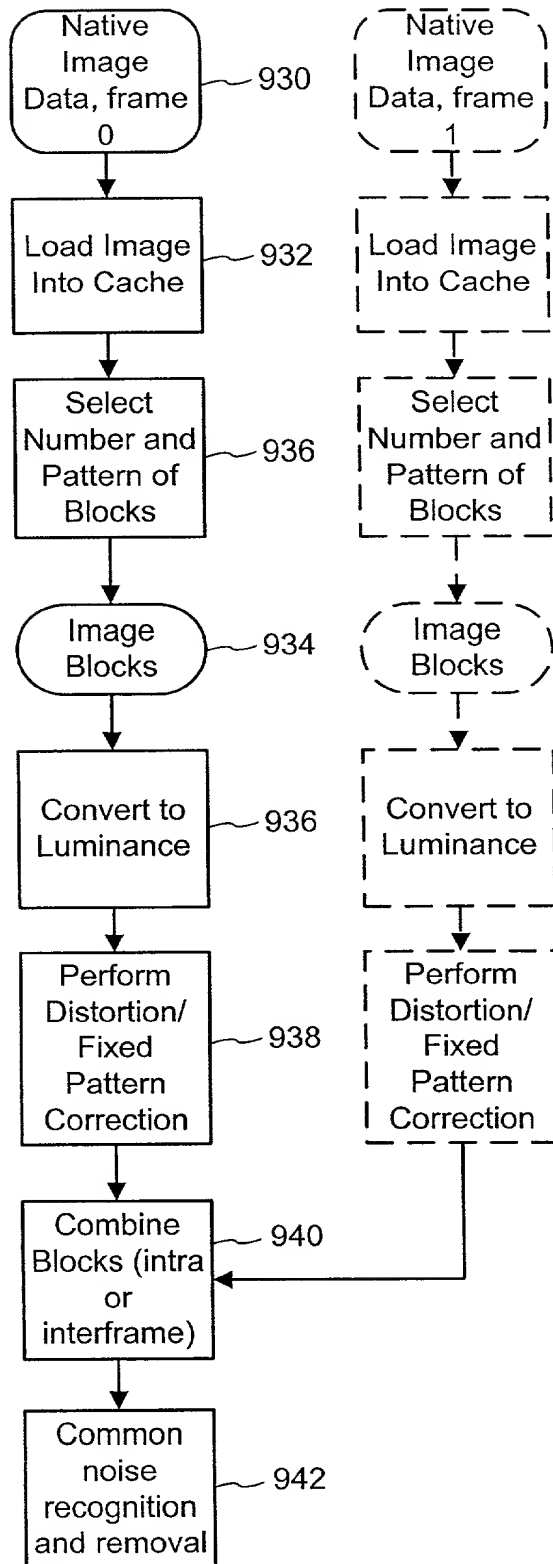 Native
Image
Data, frame
0
930
Load Image
Into Cache
932
Select
Number and
Pattern of
Blocks
936
Image
Blocks
934
Convert to
Luminance
936
Perform
Distortion/
Fixed
Pattern
Correction
938
Combine
Blocks (intra
or
interframe)
940
Common
noise
recognition
and removal
942
Native
Image
Data, frame
1
Load Image
Into Cache
Select
Number and
Pattern of
Blocks
Image
Blocks
Convert to
Luminance
Perform
Distortion/
Fixed
Pattern
Correction